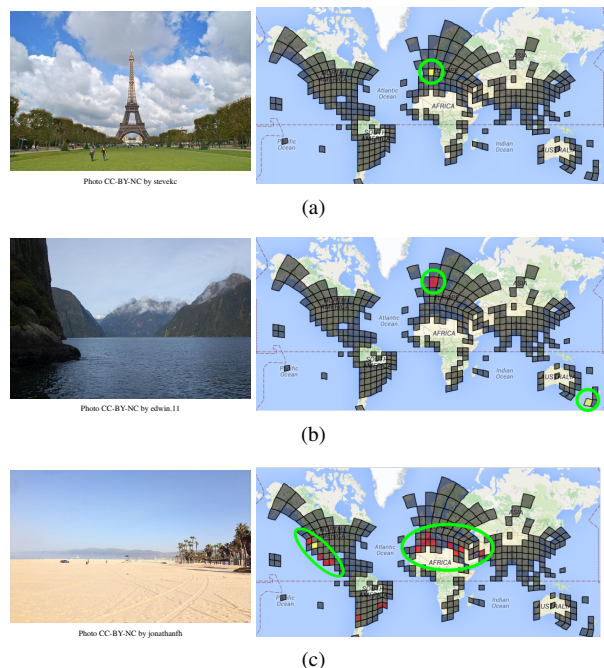 Atlantic
Ocean
AFRICA
Pacific
Ocean
Indian
Ocean
AUSTRALIA
Photo CC-BY-NC by stevekc
(a)
Atlantic
Ocean
AFRICA
Pacific
Ocean
Indian
Ocean
Photo CC-BY-NC by edwin.11
(b)
Atlantic
Ocean
AFRICA
Pacific
Ocean
Indian
Ocean
AUSTRALIA
Photo CC-BY-NC by jonathanfh
(c)